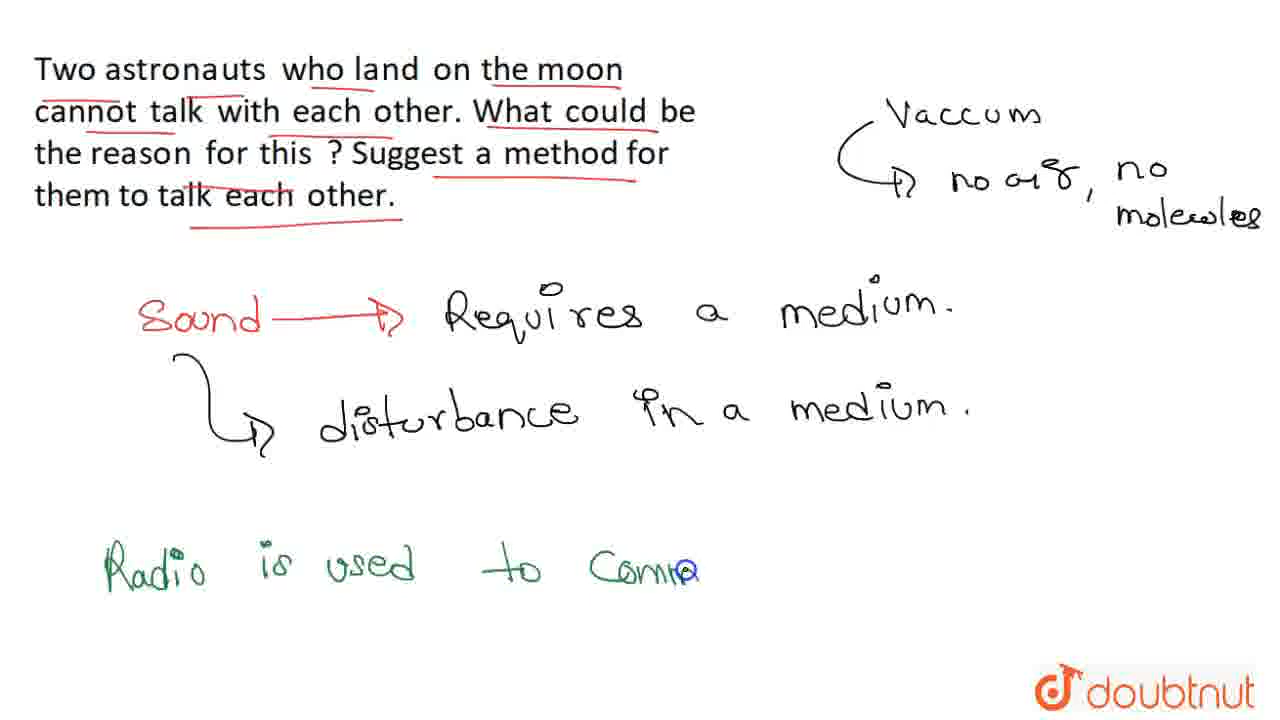 Two astronauts who land on the moon
cannot talk with each other. What could be
the reason for this ? Suggest a method for
them to talk each other.
Vaccum
no air, no
molecules
Sound → Requires a medium.
disturbance in a medium.
Radio is used to Comm
doubtnut